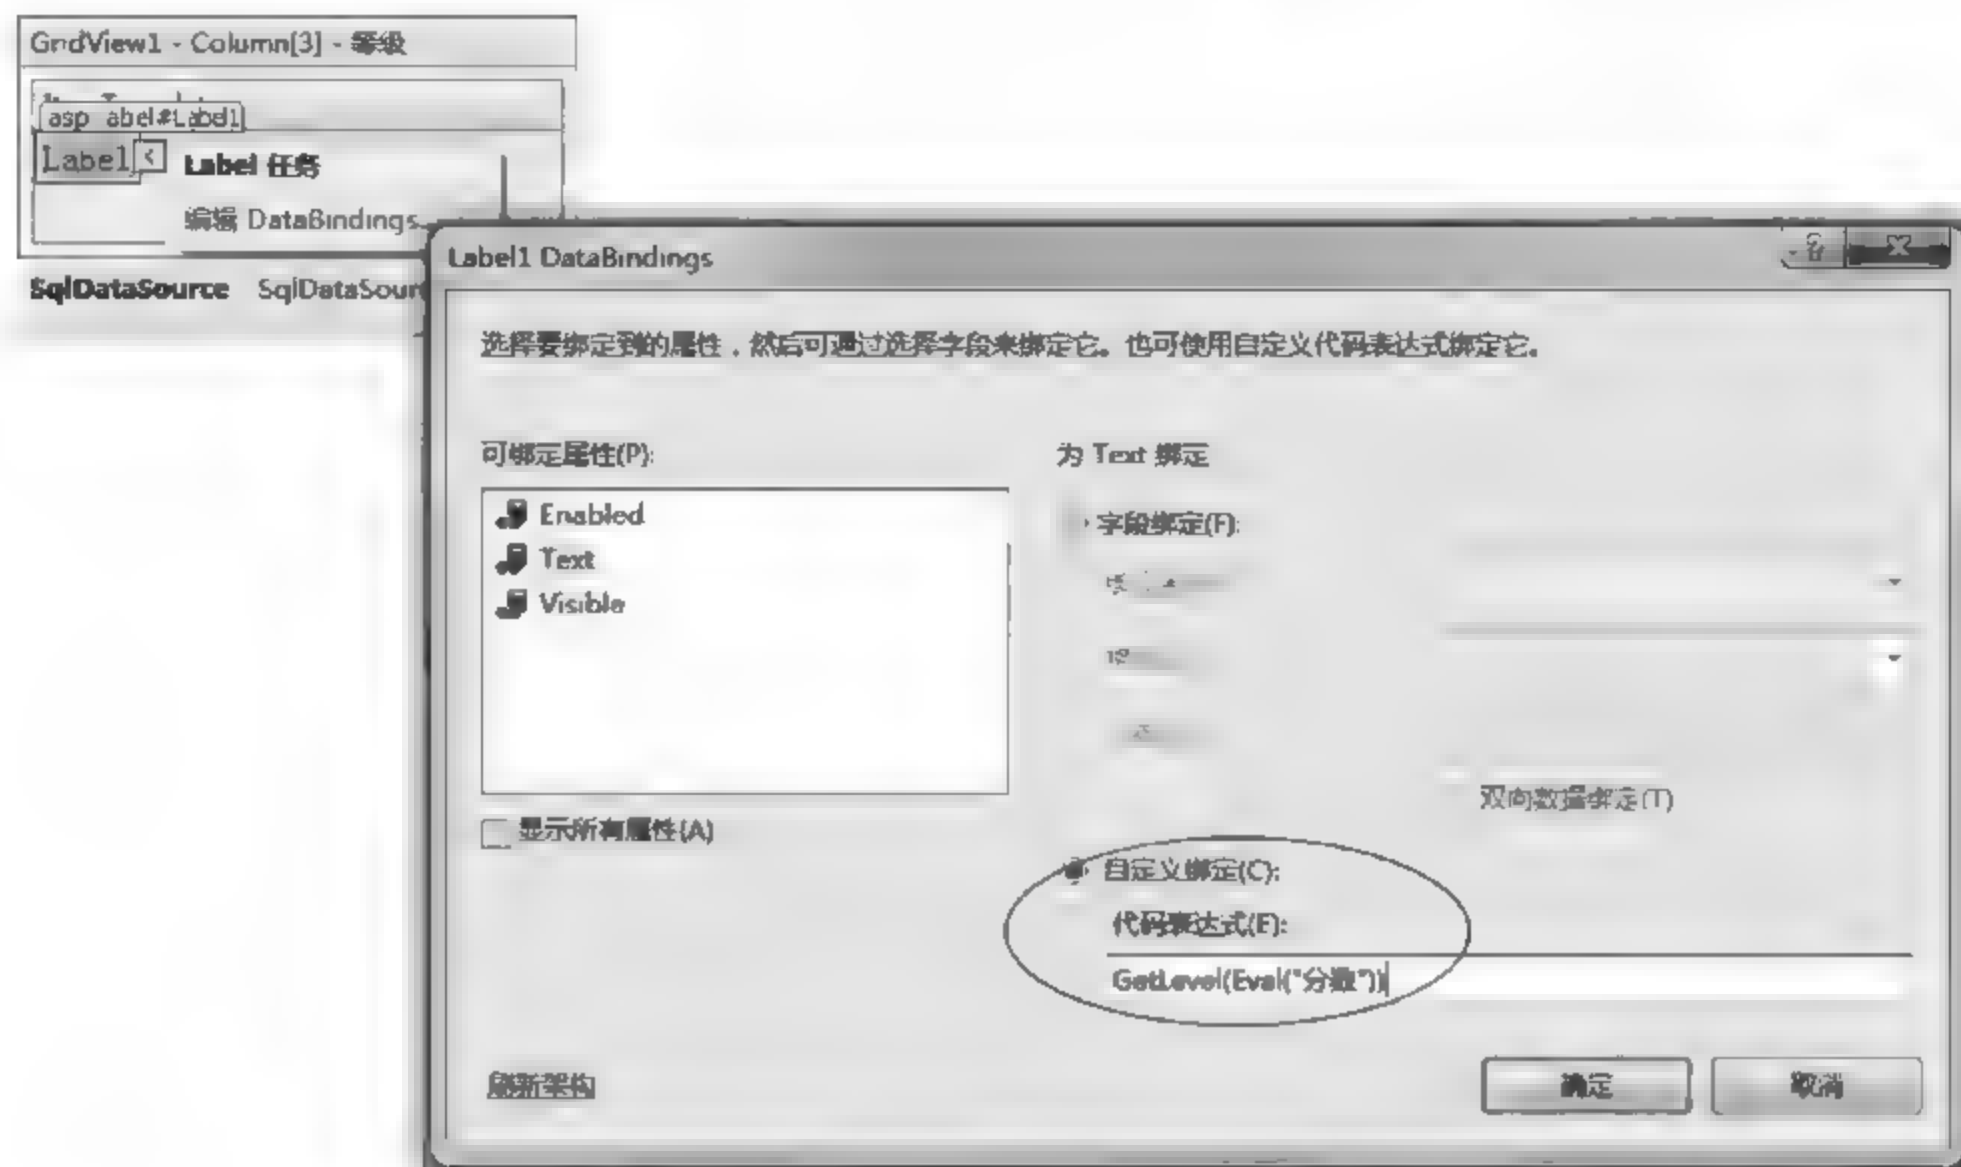 GridView1 - Column[3] - 等级
asp abel#Label1
Label
Label 任务
编辑 DataBindings
SqlDataSource SqlDataSour
Label1 DataBindings
选择要绑定到的属性，然后可通过选择字段来绑定它。也可使用自定义代码表达式绑定它。
可绑定属性(P):
Enabled
Text
Visible
显示所有属性(A)
为 Text 绑定
字段绑定(F):
双向数据绑定(T)
自定义绑定(C):
代码表达式(E):
GetLevel(Eval("分数"))
刷新架构
确定
取消